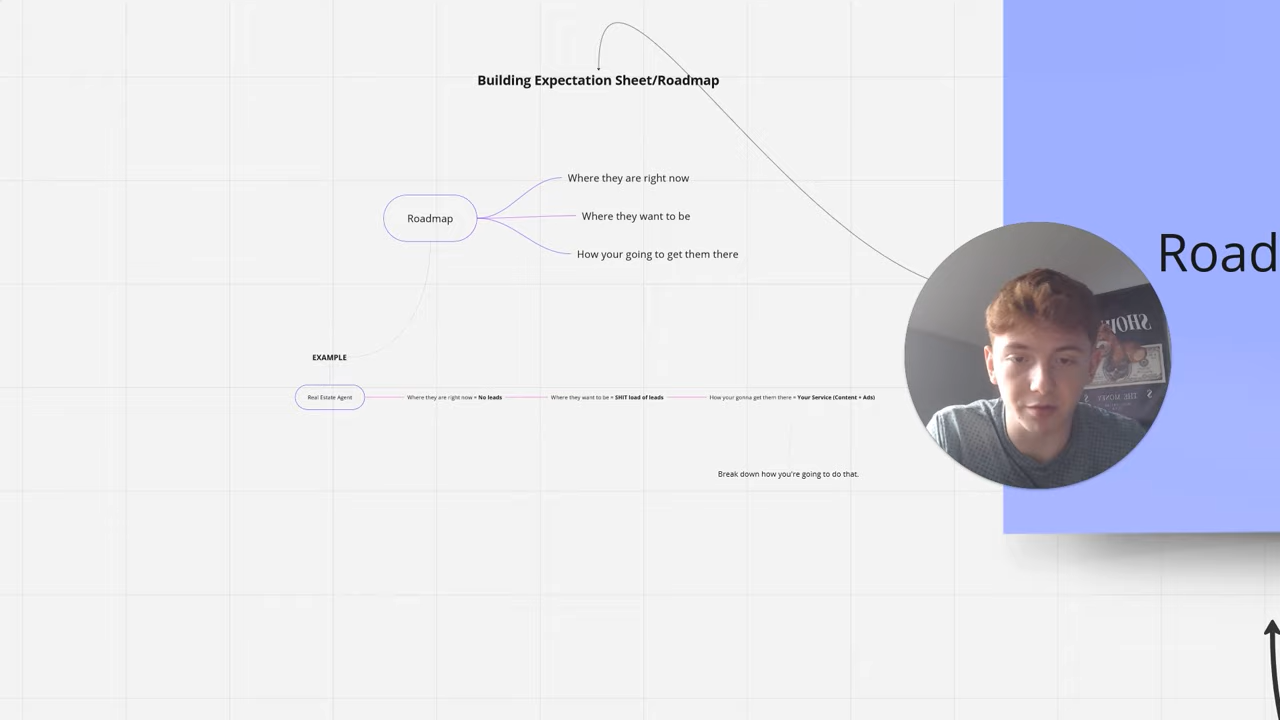 Building Expectation Sheet/Roadmap
Where they are right now
Roadmap
Where they want to be
How your going to get them there
Road
EXAMPLE
Real Estate Agent
Where they are right now = No leads
Where they want to be = SHIT load of leads
How your gonna get them there = Your Service (Content + Ads)
Break down how you're going to do that.